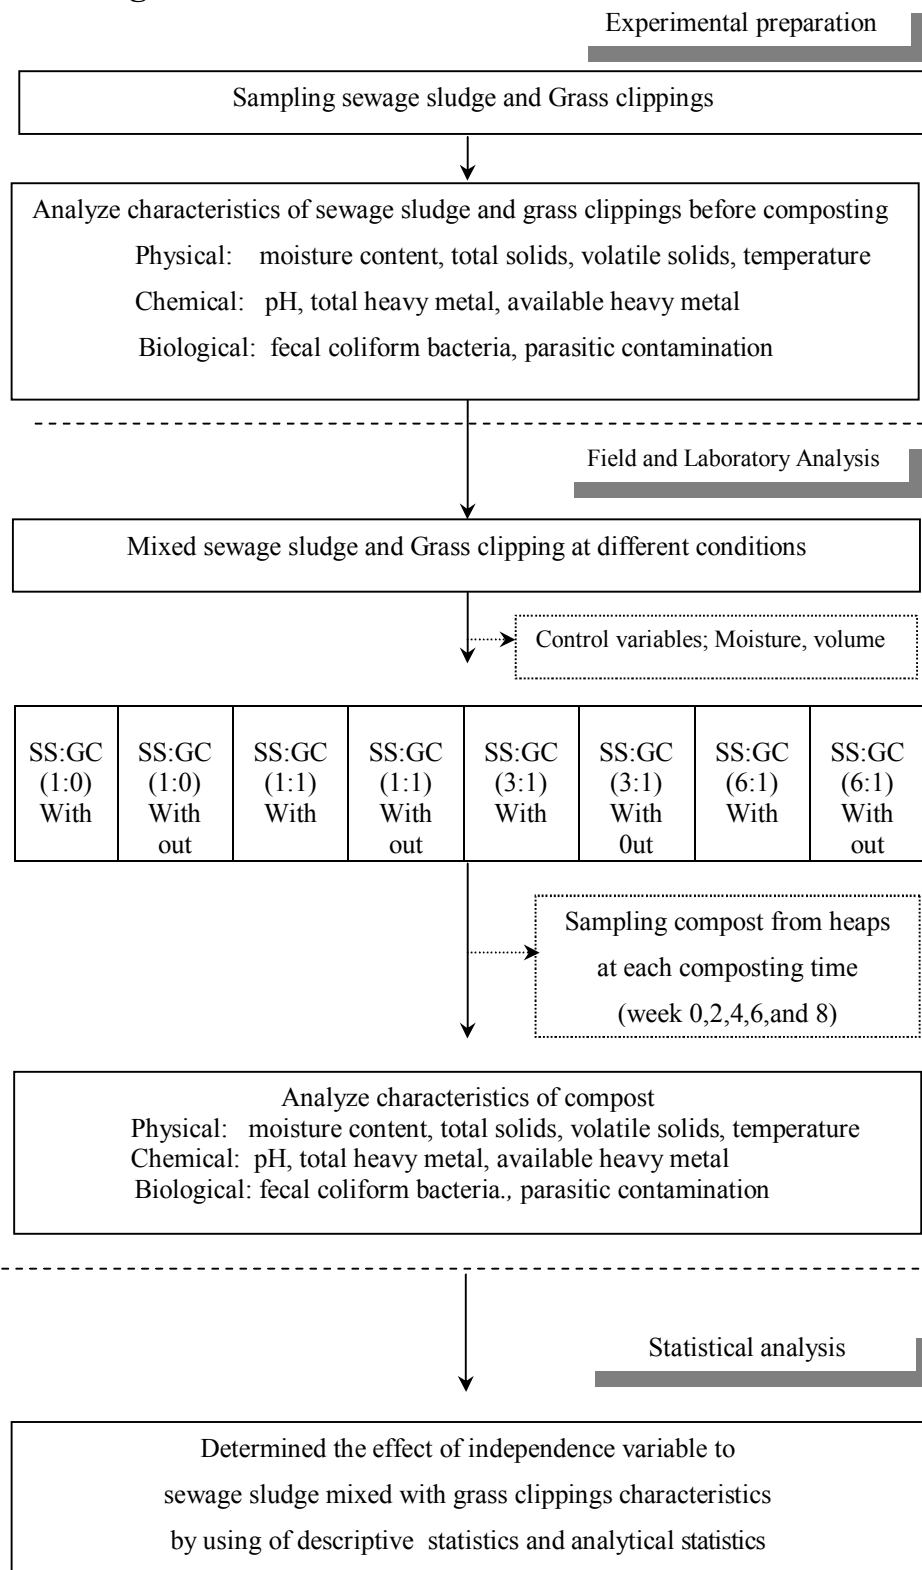 Experimental preparation
Sampling sewage sludge and Grass clippings
Analyze characteristics of sewage sludge and grass clippings before composting
Physical: moisture content, total solids, volatile solids, temperature
Chemical: pH, total heavy metal, available heavy metal
Biological: fecal coliform bacteria, parasitic contamination
Field and Laboratory Analysis
Mixed sewage sludge and Grass clipping at different conditions
Control variables; Moisture, volume
SS:GC
(1:0)
With
SS:GC
(1:0)
With
out
SS:GC
(1:1)
With
SS:GC
(1:1)
With
out
SS:GC
(3:1)
With
SS:GC
(3:1)
With
0ut
SS:GC
(6:1)
With
SS:GC
(6:1)
With
out
Sampling compost from heaps
at each composting time
(week 0,2,4,6,and 8)
Analyze characteristics of compost
Physical: moisture content, total solids, volatile solids, temperature
Chemical: pH, total heavy metal, available heavy metal
Biological: fecal coliform bacteria., parasitic contamination
Statistical analysis
Determined the effect of independence variable to
sewage sludge mixed with grass clippings characteristics
by using of descriptive statistics and analytical statistics